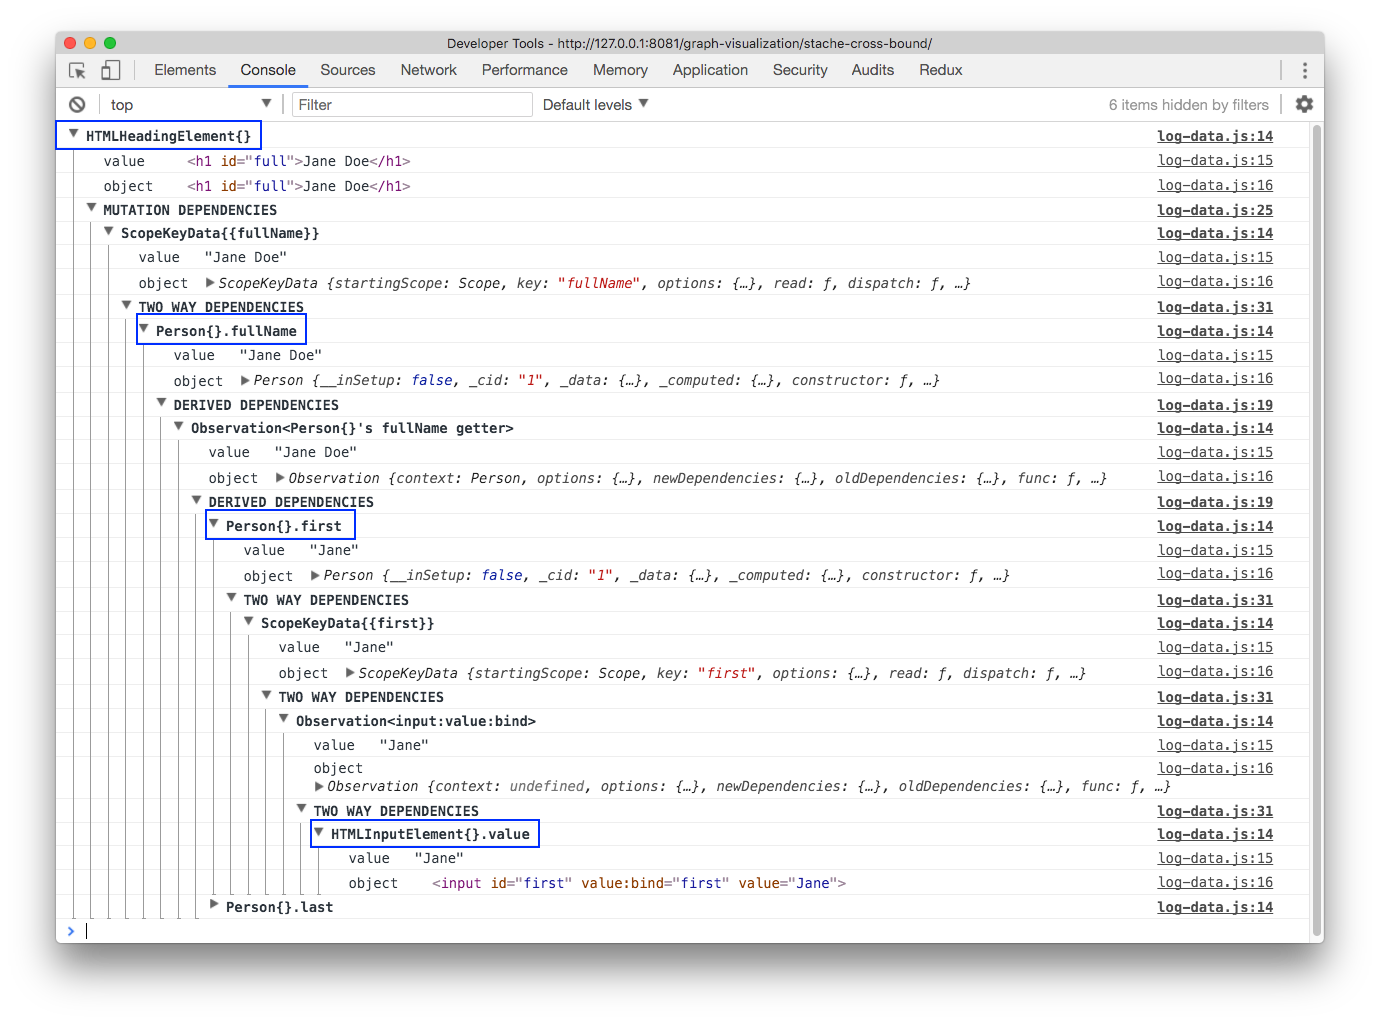 Developer Tools - http://127.0.0.1:8081/graph-visualization/stache-cross-bound/
Elements Console Sources Network Performance Memory Application Security Audits Redux
top Filter Default levels 6 items hidden by filters
HTMLHeadingElement{} log-data.js:14
value <h1 id="full">Jane Doe</h1> log-data.js:15
object <h1 id="full">Jane Doe</h1> log-data.js:16
MUTATION DEPENDENCIES log-data.js:25
ScopeKeyData{{fullName}} log-data.js:14
value "Jane Doe" log-data.js:15
object ScopeKeyData {startingScope: Scope, key: "fullName", options: {…}, read: ƒ, dispatch: ƒ, …} log-data.js:16
TWO WAY DEPENDENCIES log-data.js:31
Person{}.fullName log-data.js:14
value "Jane Doe" log-data.js:15
object Person {__inSetup: false, _cid: "1", _data: {…}, _computed: {…}, constructor: ƒ, …} log-data.js:16
DERIVED DEPENDENCIES log-data.js:19
Observation<Person{}'s fullName getter> log-data.js:14
value "Jane Doe" log-data.js:15
object Observation {context: Person, options: {…}, newDependencies: {…}, oldDependencies: {…}, func: ƒ, …} log-data.js:16
DERIVED DEPENDENCIES log-data.js:19
Person{}.first log-data.js:14
value "Jane" log-data.js:15
object Person {__inSetup: false, _cid: "1", _data: {…}, _computed: {…}, constructor: ƒ, …} log-data.js:16
TWO WAY DEPENDENCIES log-data.js:31
ScopeKeyData{{first}} log-data.js:14
value "Jane" log-data.js:15
object ScopeKeyData {startingScope: Scope, key: "first", options: {…}, read: ƒ, dispatch: ƒ, …} log-data.js:16
TWO WAY DEPENDENCIES log-data.js:31
Observation<input:value:bind> log-data.js:14
value "Jane" log-data.js:15
object log-data.js:16
Observation {context: undefined, options: {…}, newDependencies: {…}, oldDependencies: {…}, func: ƒ, …}
TWO WAY DEPENDENCIES log-data.js:31
HTMLInputElement{}.value log-data.js:14
value "Jane" log-data.js:15
object <input id="first" value:bind="first" value="Jane"> log-data.js:16
Person{}.last log-data.js:14